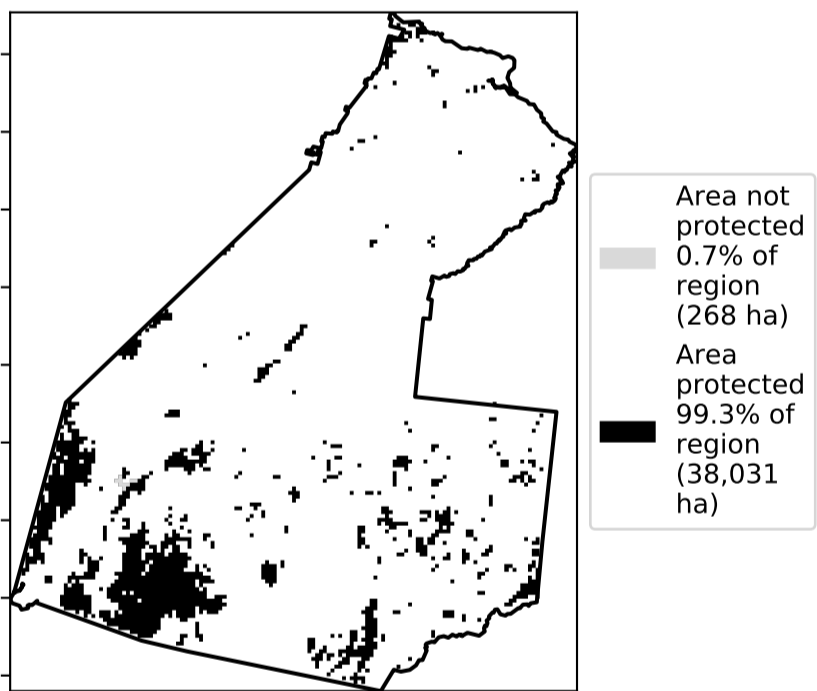 Area not
protected
0.7% of
region
(268 ha)
Area
protected
99.3% of
region
(38,031
ha)